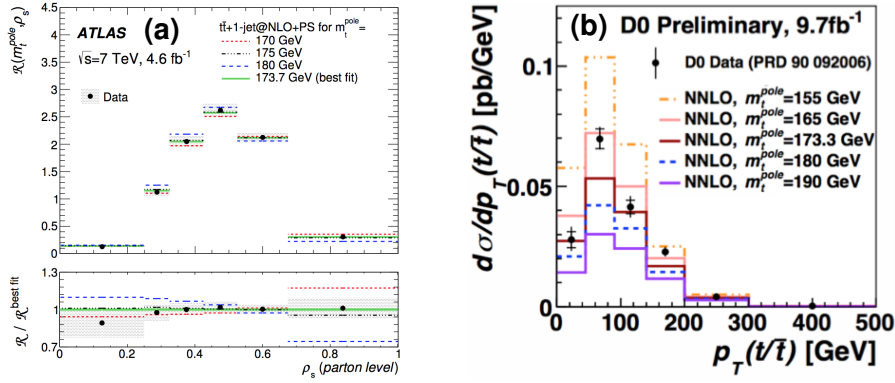 ATLAS (a)
√s=7 TeV, 4.6 fb⁻¹
tt̄+1-jet@NLO+PS for m_t^pole=
170 GeV
175 GeV
180 GeV
173.7 GeV (best fit)
Data
ℛ(m_t^pole,ρ_s)
4.5
4
3.5
3
2.5
2
1.5
1
0.5
0
ℛ / ℛ^best fit
1.3
1
0.7
0 0.2 0.4 0.6 0.8 1
ρ_s (parton level)
b)
D0 Preliminary, 9.7fb⁻¹
D0 Data (PRD 90 092006)
NNLO, m_t^pole=155 GeV
NNLO, m_t^pole=165 GeV
NNLO, m_t^pole=173.3 GeV
NNLO, m_t^pole=180 GeV
NNLO, m_t^pole=190 GeV
dσ/dp_T(t/t̄) [pb/GeV]
0.1
0.05
0
0 100 200 300 400 500
p_T(t/t̄) [GeV]